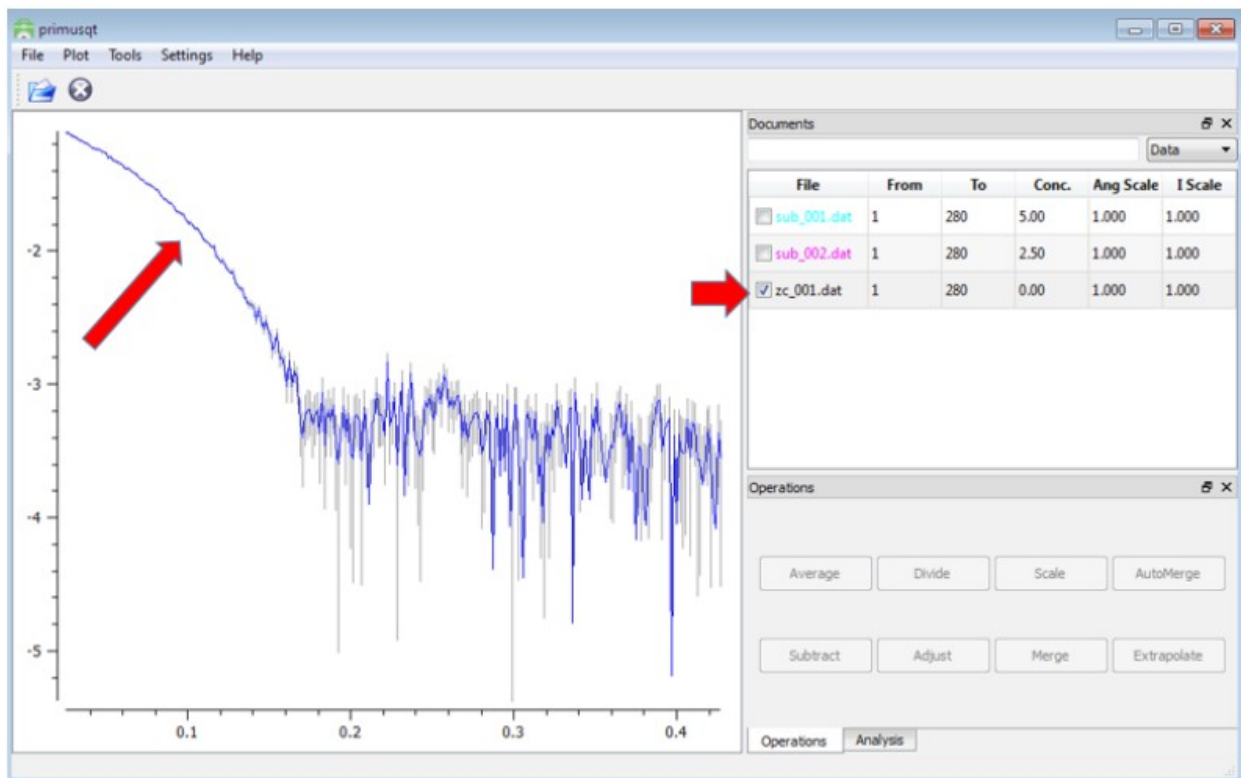 primusqt
File Plot Tools Settings Help
Documents
Data
File From To Conc. Ang Scale I Scale
sub_001.dat 1 280 5.00 1.000 1.000
sub_002.dat 1 280 2.50 1.000 1.000
zc_001.dat 1 280 0.00 1.000 1.000
-2
-3
-4
-5
0.1 0.2 0.3 0.4
Operations
Average Divide Scale AutoMerge
Subtract Adjust Merge Extrapolate
Operations Analysis